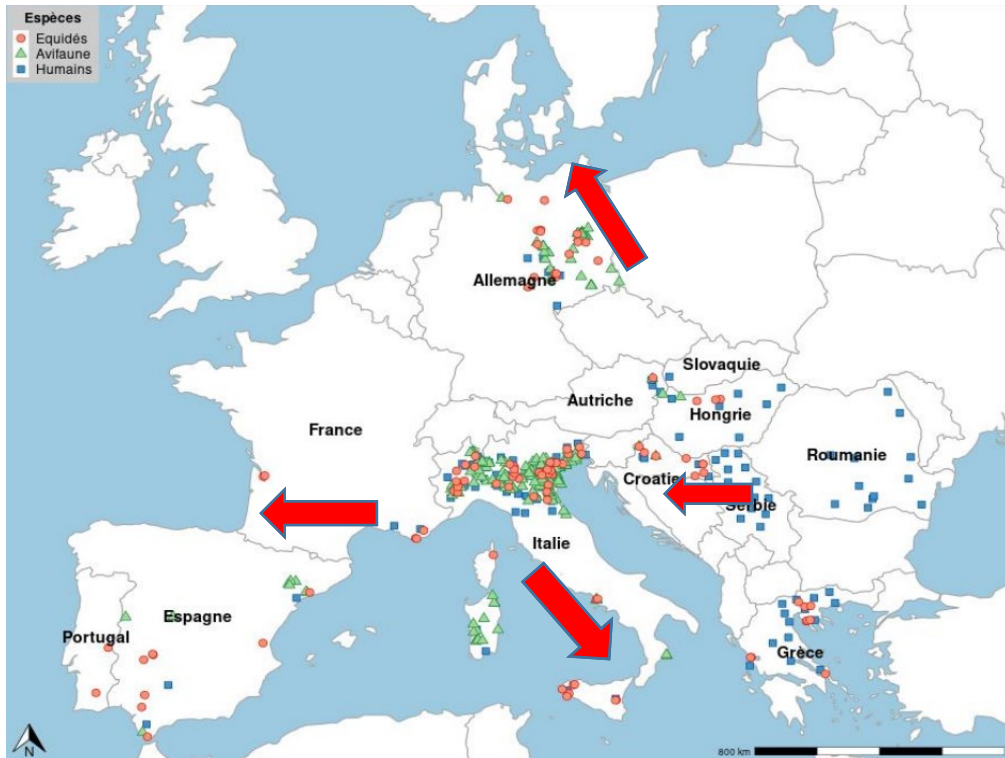 Espèces
Equidés
Avifaune
Humains
Allemagne
Slovaquie
Autriche
Hongrie
France
Roumanie
Croatie
Serbie
Italie
Espagne
Portugal
Grèce
N
800 km